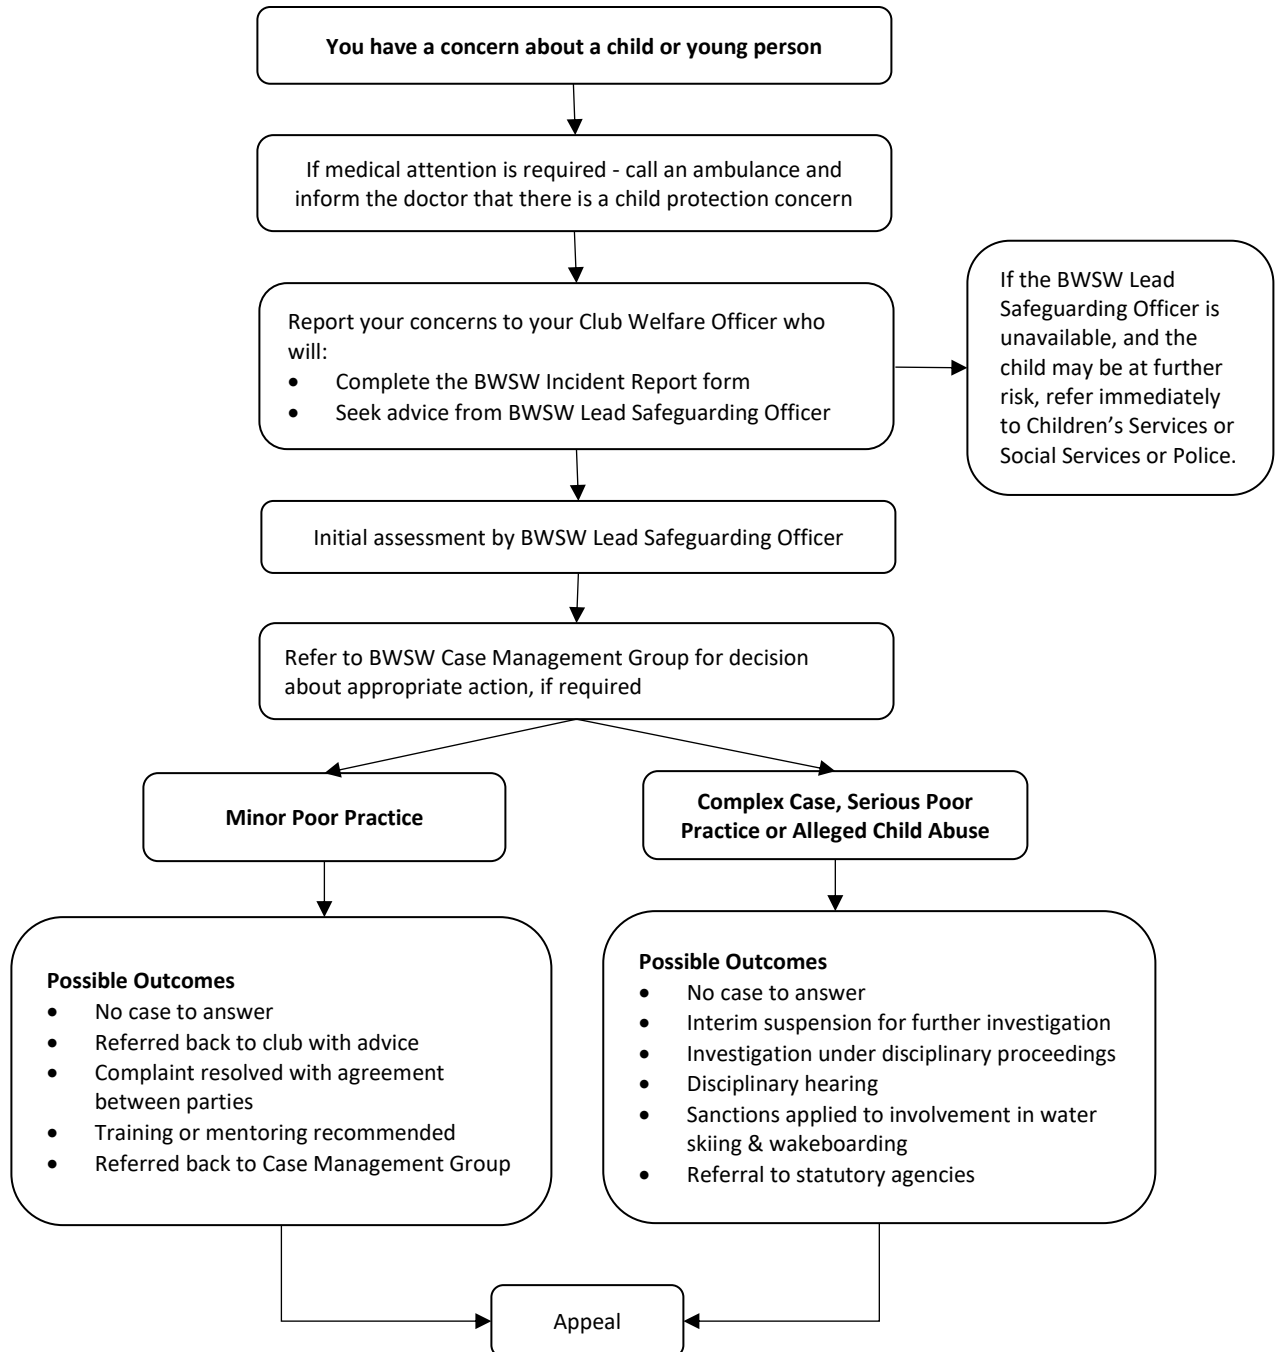 You have a concern about a child or young person
If medical attention is required - call an ambulance and
inform the doctor that there is a child protection concern
Report your concerns to your Club Welfare Officer who
will:
• Complete the BWSW Incident Report form
• Seek advice from BWSW Lead Safeguarding Officer
If the BWSW Lead
Safeguarding Officer is
unavailable, and the
child may be at further
risk, refer immediately
to Children’s Services or
Social Services or Police.
Initial assessment by BWSW Lead Safeguarding Officer
Refer to BWSW Case Management Group for decision
about appropriate action, if required
Minor Poor Practice
Complex Case, Serious Poor
Practice or Alleged Child Abuse
Possible Outcomes
• No case to answer
• Referred back to club with advice
• Complaint resolved with agreement
between parties
• Training or mentoring recommended
• Referred back to Case Management Group
Possible Outcomes
• No case to answer
• Interim suspension for further investigation
• Investigation under disciplinary proceedings
• Disciplinary hearing
• Sanctions applied to involvement in water
skiing & wakeboarding
• Referral to statutory agencies
Appeal